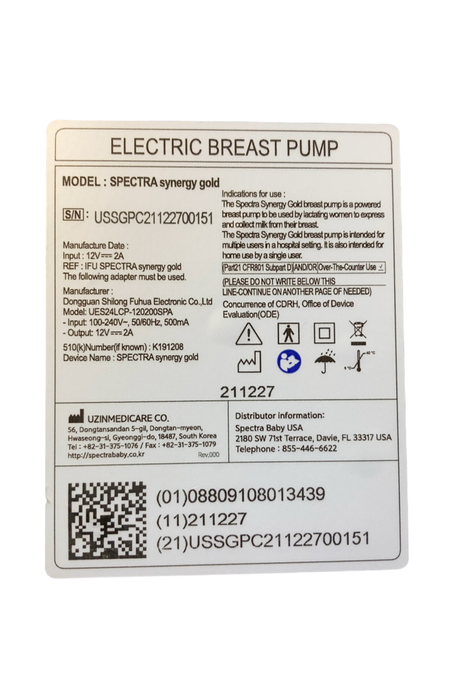 ELECTRIC BREAST PUMP
MODEL : SPECTRA synergy gold
S/N: USSGPC21122700151
Manufacture Date :
Input : 12V⎓2A
REF : IFU SPECTRA synergy gold
The following adapter must be used.
Manufacturer :
Dongguan Shilong Fuhua Electronic Co.,Ltd
Model: UES24LCP-120200SPA
- Input: 100-240V~, 50/60Hz, 500mA
- Output: 12V⎓2A
510(k)Number(if known) : K191208
Device Name : SPECTRA synergy gold
Indications for use :
The Spectra Synergy Gold breast pump is a powered
breast pump to be used by lactating women to express
and collect milk from their breast.
The Spectra Synergy Gold breast pump is intended for
multiple users in a hospital setting. It is also intended for
home use by a single user.
(Part21 CFR801 Subpart D)AND/OR)Over-The-Counter Use
(PLEASE DO NOT WRITE BELOW THIS
LINE-CONTINUE ON ANOTHER PAGE OF NEEDED)
Concurrence of CDRH, Office of Device
Evaluation(ODE)
211227
UZINMEDICARE CO.
56, Dongtansandan 5-gil, Dongtan-myeon,
Hwaseong-si, Gyeonggi-do, 18487, South Korea
Tel : +82-31-375-1076 / Fax : +82-31-375-1079
http://spectrababy.co.kr Rev.000
Distributor information:
Spectra Baby USA
2180 SW 71st Terrace, Davie, FL 33317 USA
Telephone : 855-446-6622
(01)08809108013439
(11)211227
(21)USSGPC21122700151